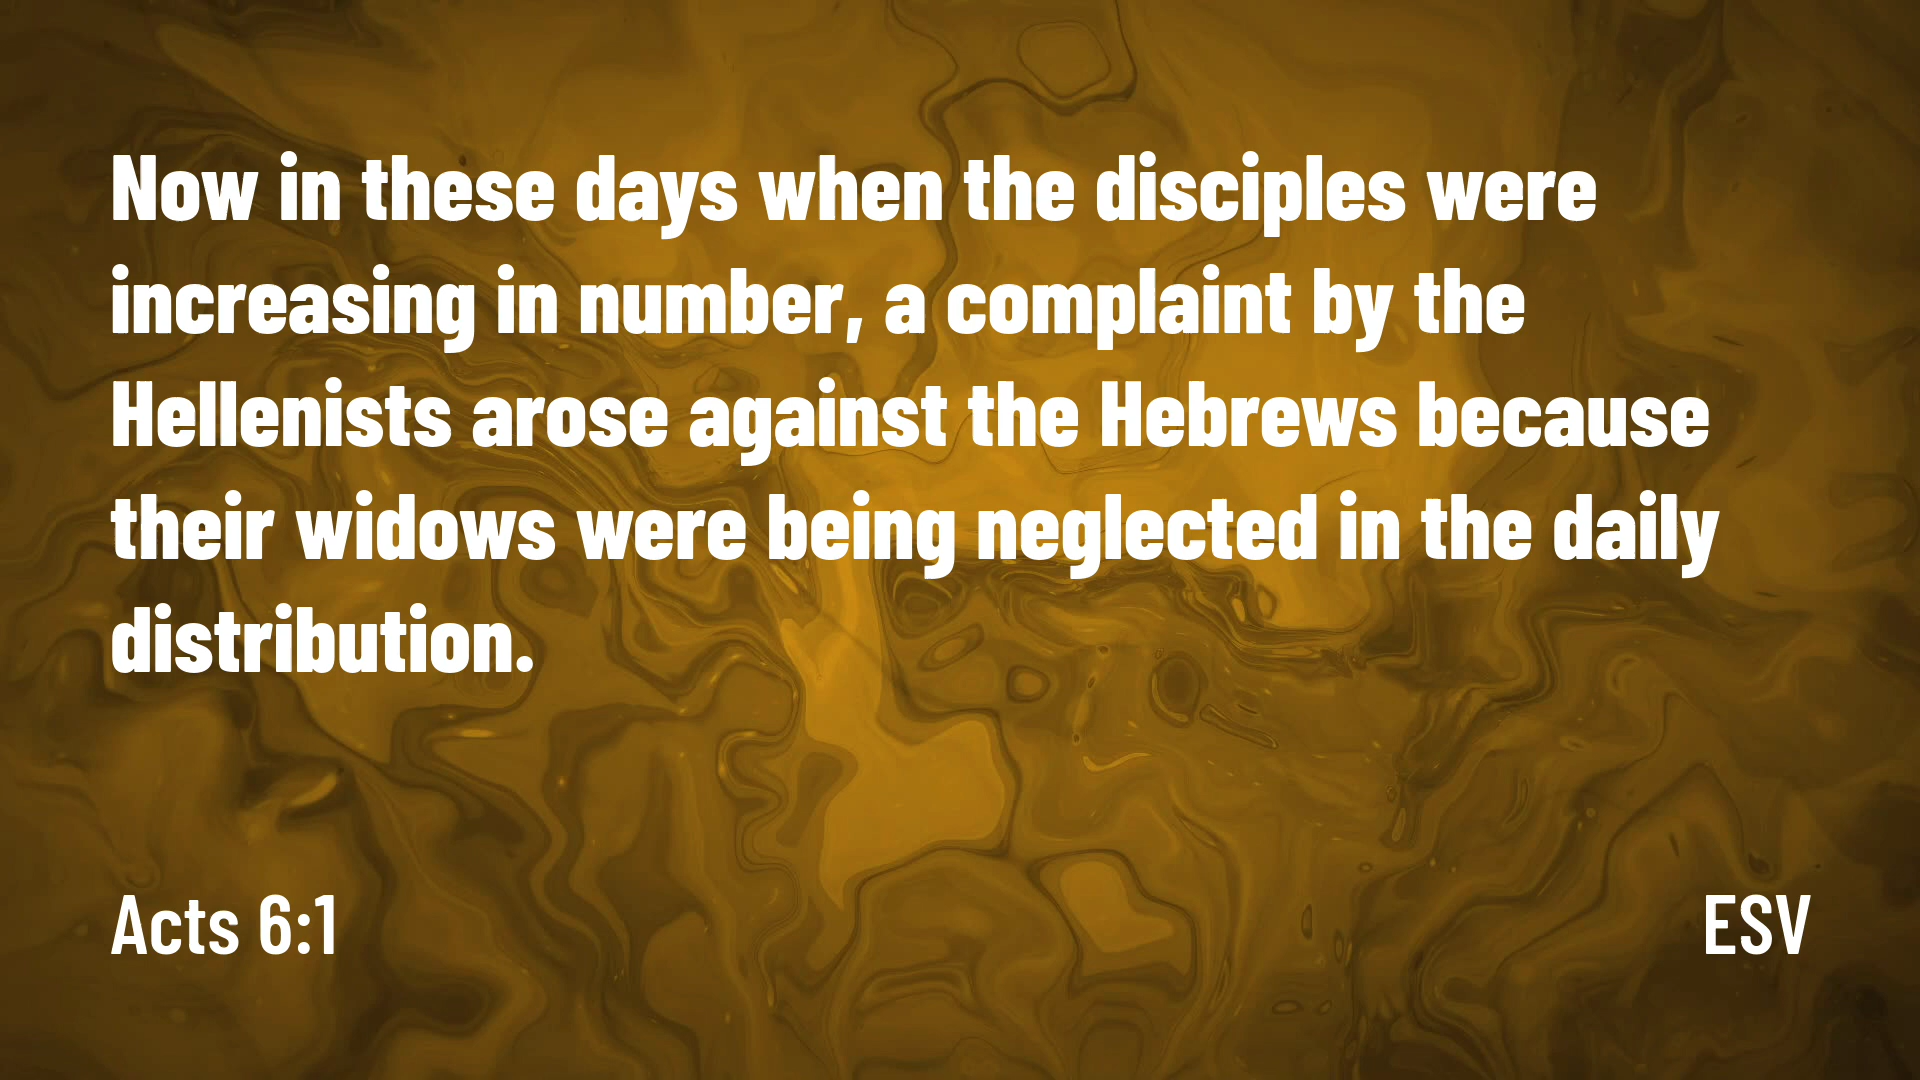 Now in these days when the disciples were
increasing in number, a complaint by the
Hellenists arose against the Hebrews because
their widows were being neglected in the daily
distribution.
Acts 6:1
ESV